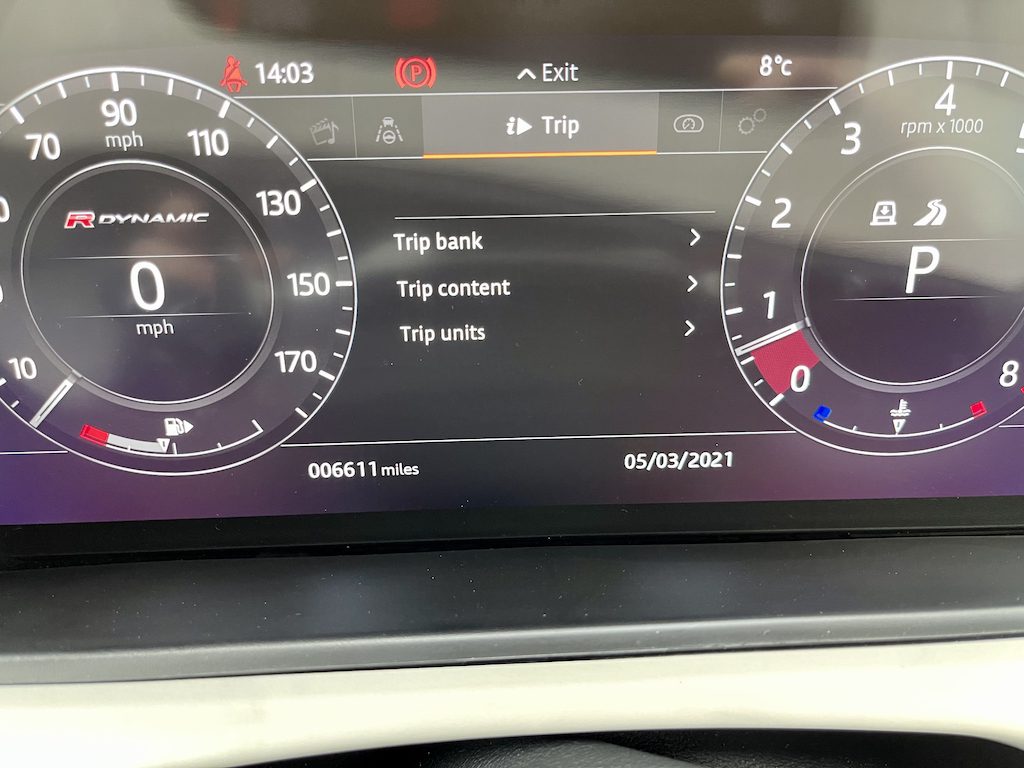 14:03
P
Exit
8°C
Trip
90
mph
70
110
130
150
170
10
R DYNAMIC
0
mph
Trip bank
Trip content
Trip units
4
rpm x 1000
3
5
2
1
0
8
P
006611 miles
05/03/2021